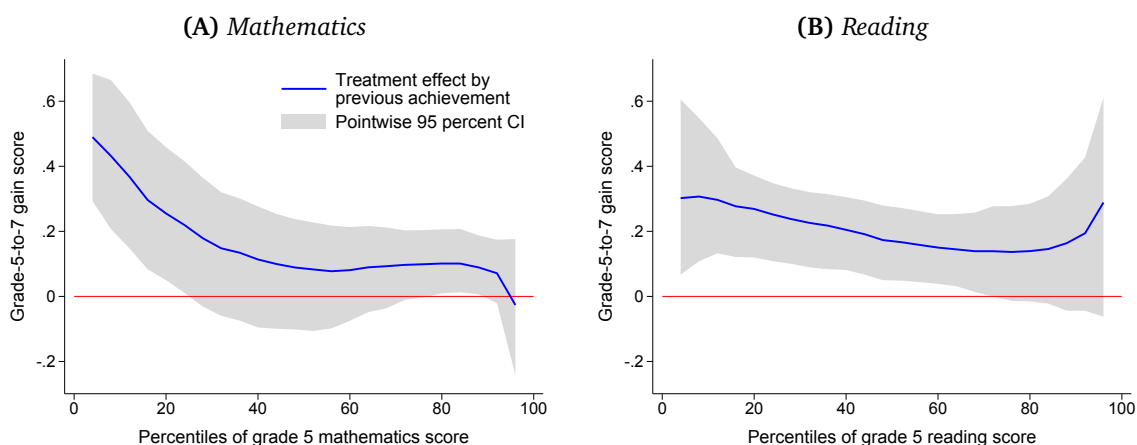 (A) Mathematics
Grade-5-to-7 gain score
.6
.4
.2
0
-.2
Treatment effect by
previous achievement
Pointwise 95 percent CI
0 20 40 60 80 100
Percentiles of grade 5 mathematics score
(B) Reading
Grade-5-to-7 gain score
.6
.4
.2
0
-.2
0 20 40 60 80 100
Percentiles of grade 5 reading score